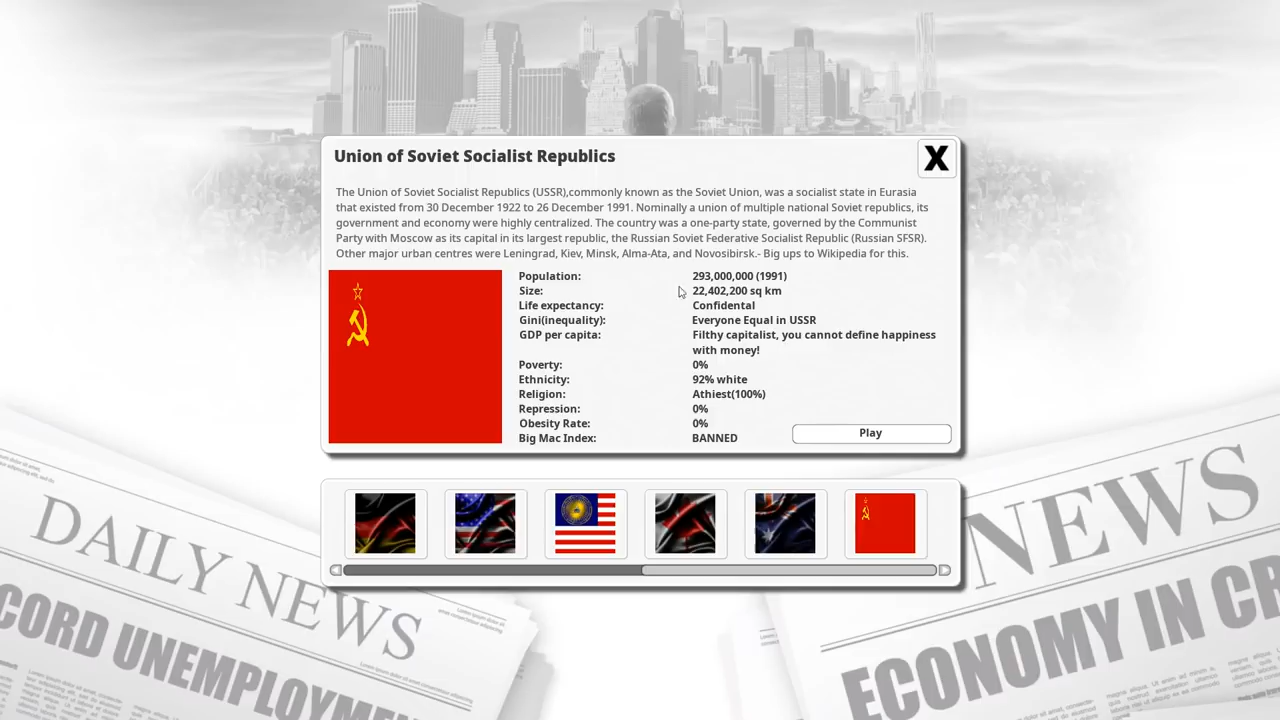 Union of Soviet Socialist Republics
X
The Union of Soviet Socialist Republics (USSR),commonly known as the Soviet Union, was a socialist state in Eurasia
that existed from 30 December 1922 to 26 December 1991. Nominally a union of multiple national Soviet republics, its
government and economy were highly centralized. The country was a one-party state, governed by the Communist
Party with Moscow as its capital in its largest republic, the Russian Soviet Federative Socialist Republic (Russian SFSR).
Other major urban centres were Leningrad, Kiev, Minsk, Alma-Ata, and Novosibirsk.- Big ups to Wikipedia for this.
Population: 293,000,000 (1991)
Size: 22,402,200 sq km
Life expectancy: Confidental
Gini(inequality): Everyone Equal in USSR
GDP per capita: Filthy capitalist, you cannot define happiness
with money!
Poverty: 0%
Ethnicity: 92% white
Religion: Athiest(100%)
Repression: 0%
Obesity Rate: 0%
Big Mac Index: BANNED
Play
DAILY NEWS
CORD UNEMPLOYME
NEWS
ECONOMY IN CR